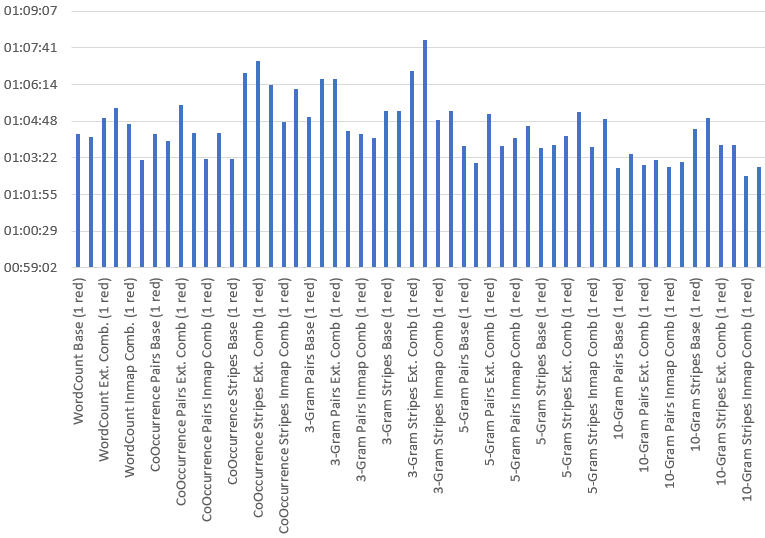 01:09:07
01:07:41
01:06:14
01:04:48
01:03:22
01:01:55
01:00:29
00:59:02
WordCount Base (1 red)
WordCount Ext. Comb. (1 red)
WordCount Inmap Comb. (1 red)
CoOccurrence Pairs Base (1 red)
CoOccurrence Pairs Ext. Comb (1 red)
CoOccurrence Pairs Inmap Comb (1 red)
CoOccurrence Stripes Base (1 red)
CoOccurrence Stripes Ext. Comb (1 red)
CoOccurrence Stripes Inmap Comb (1 red)
3-Gram Pairs Base (1 red)
3-Gram Pairs Ext. Comb (1 red)
3-Gram Pairs Inmap Comb (1 red)
3-Gram Stripes Base (1 red)
3-Gram Stripes Ext. Comb (1 red)
3-Gram Stripes Inmap Comb (1 red)
5-Gram Pairs Base (1 red)
5-Gram Pairs Ext. Comb (1 red)
5-Gram Pairs Inmap Comb (1 red)
5-Gram Stripes Base (1 red)
5-Gram Stripes Ext. Comb (1 red)
5-Gram Stripes Inmap Comb (1 red)
10-Gram Pairs Base (1 red)
10-Gram Pairs Ext. Comb (1 red)
10-Gram Pairs Inmap Comb (1 red)
10-Gram Stripes Base (1 red)
10-Gram Stripes Ext. Comb (1 red)
10-Gram Stripes Inmap Comb (1 red)